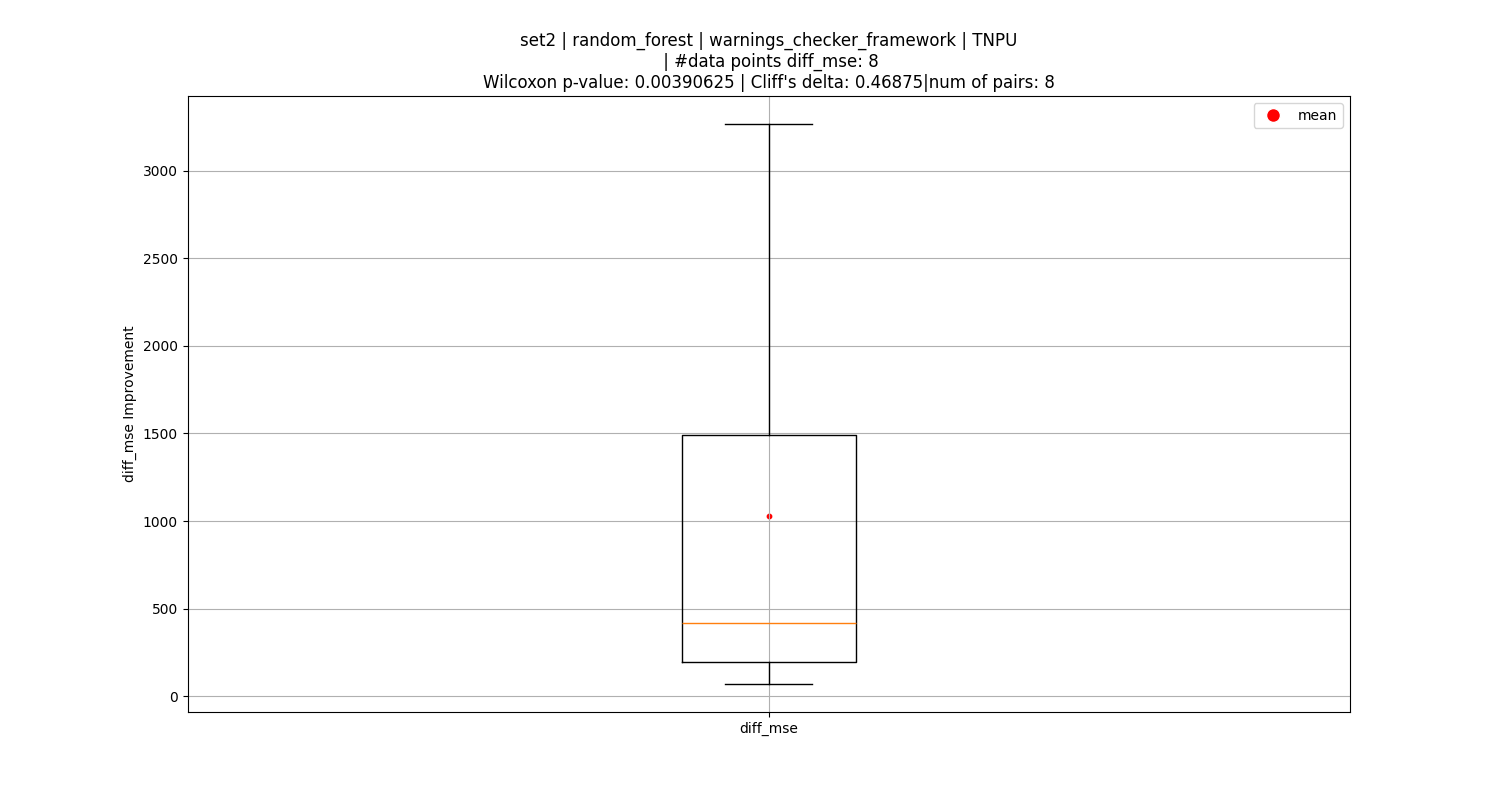 set2 | random_forest | warnings_checker_framework | TNPU
| #data points diff_mse: 8
Wilcoxon p-value: 0.00390625 | Cliff's delta: 0.46875|num of pairs: 8
mean
3000
2500
2000
1500
1000
500
0
diff_mse Improvement
diff_mse